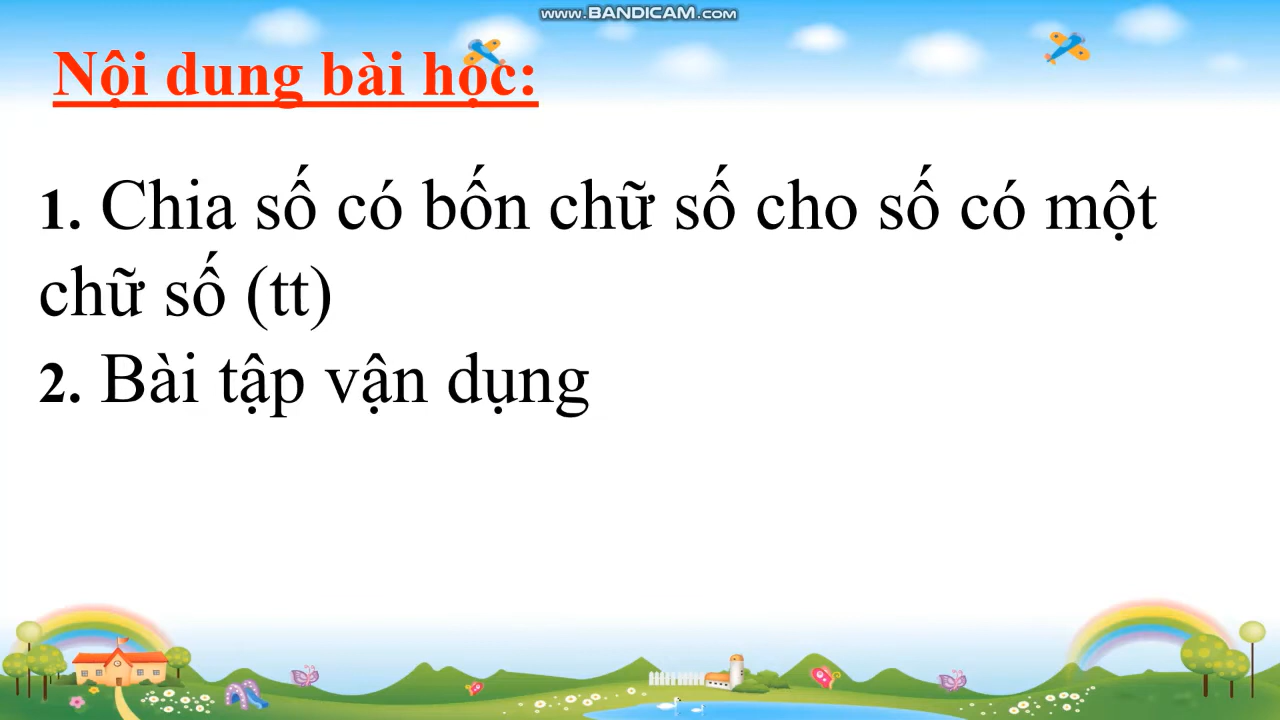 www.BANDICAM.com
Nội dung bài học:
1. Chia số có bốn chữ số cho số có một
chữ số (tt)
2. Bài tập vận dụng